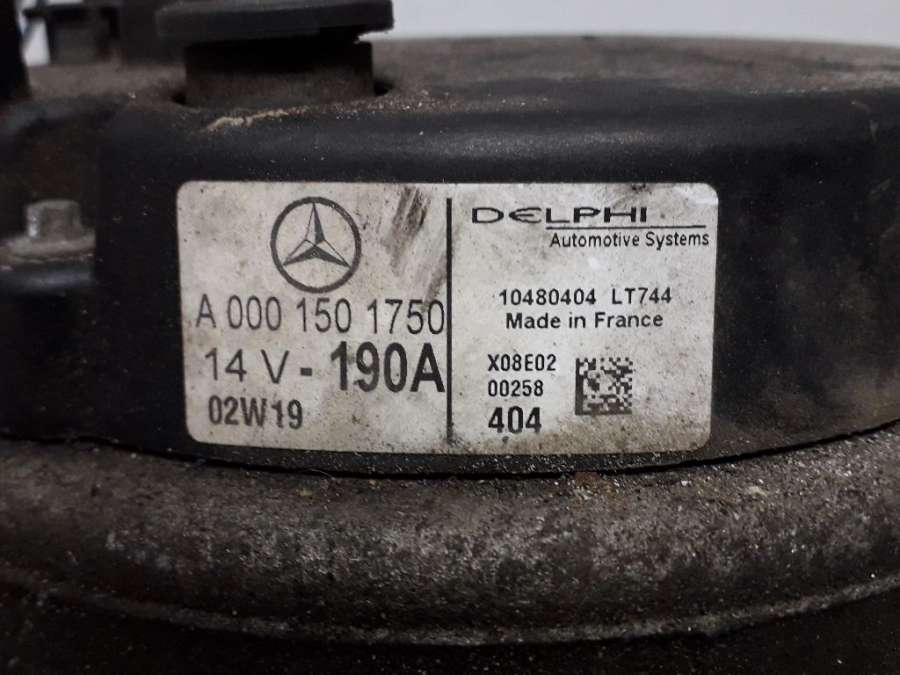 A 000 150 1750
14 V - 190A
02W19
DELPHI
Automotive Systems
10480404 LT744
Made in France
X08E02
00258
404